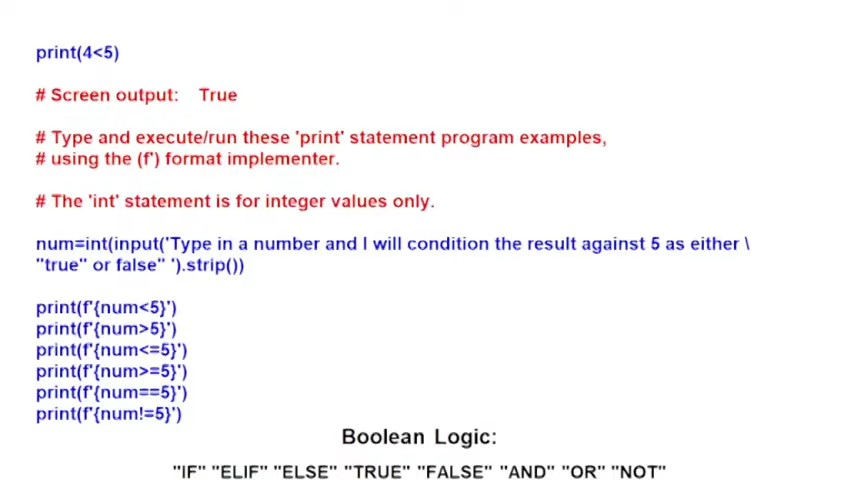 print(4<5)
# Screen output: True
# Type and execute/run these 'print' statement program examples,
# using the (f') format implementer.
# The 'int' statement is for integer values only.
num=int(input('Type in a number and I will condition the result against 5 as either \
"true" or false" ').strip())
print(f'{num<5}')
print(f'{num>5}')
print(f'{num<=5}')
print(f'{num>=5}')
print(f'{num==5}')
print(f'{num!=5}')
Boolean Logic:
"IF" "ELIF" "ELSE" "TRUE" "FALSE" "AND" "OR" "NOT"